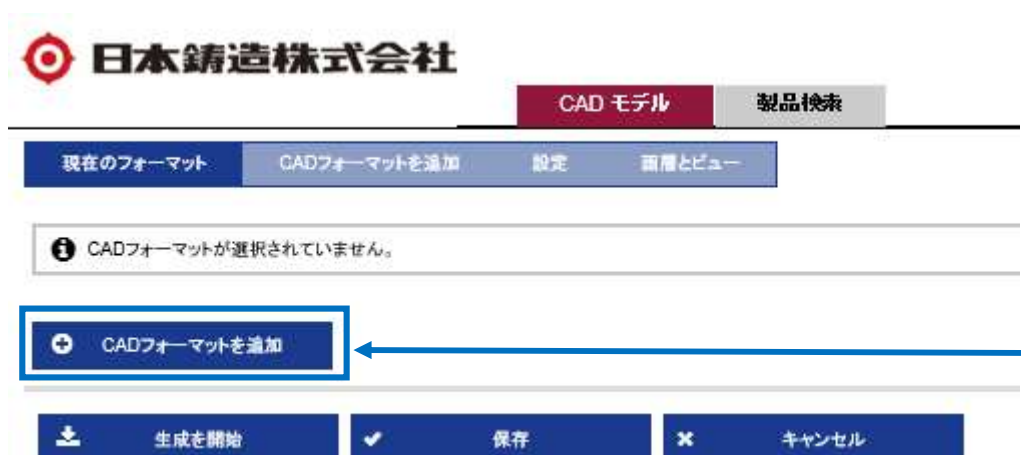 日本鋳造株式会社
CAD モデル 製品検索
現在のフォーマット CADフォーマットを追加 設定 画層とビュー
CADフォーマットが選択されていません。
CADフォーマットを追加
生成を開始 保存 キャンセル